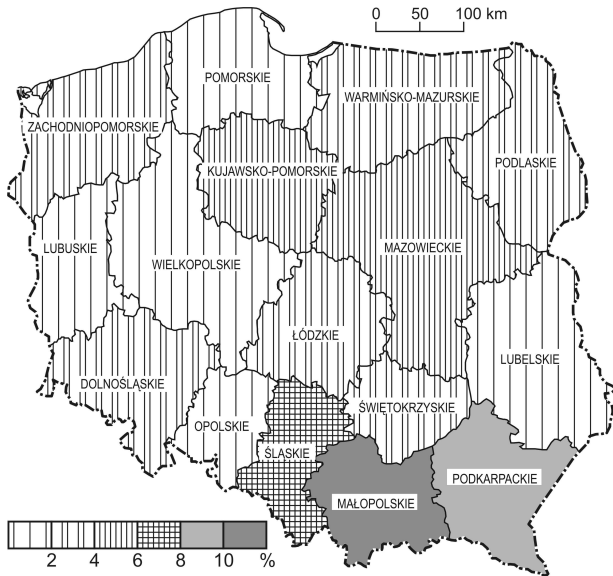 0 50 100 km
POMORSKIE
WARMIŃSKO-MAZURSKIE
ZACHODNIOPOMORSKIE
PODLASKIE
KUJAWSKO-POMORSKIE
MAZOWIECKIE
LUBUSKIE
WIELKOPOLSKIE
ŁÓDZKIE
LUBELSKIE
DOLNOŚLĄSKIE
ŚWIĘTOKRZYSKIE
OPOLSKIE
ŚLĄSKIE
PODKARPACKIE
MAŁOPOLSKIE
2 4 6 8 10 %